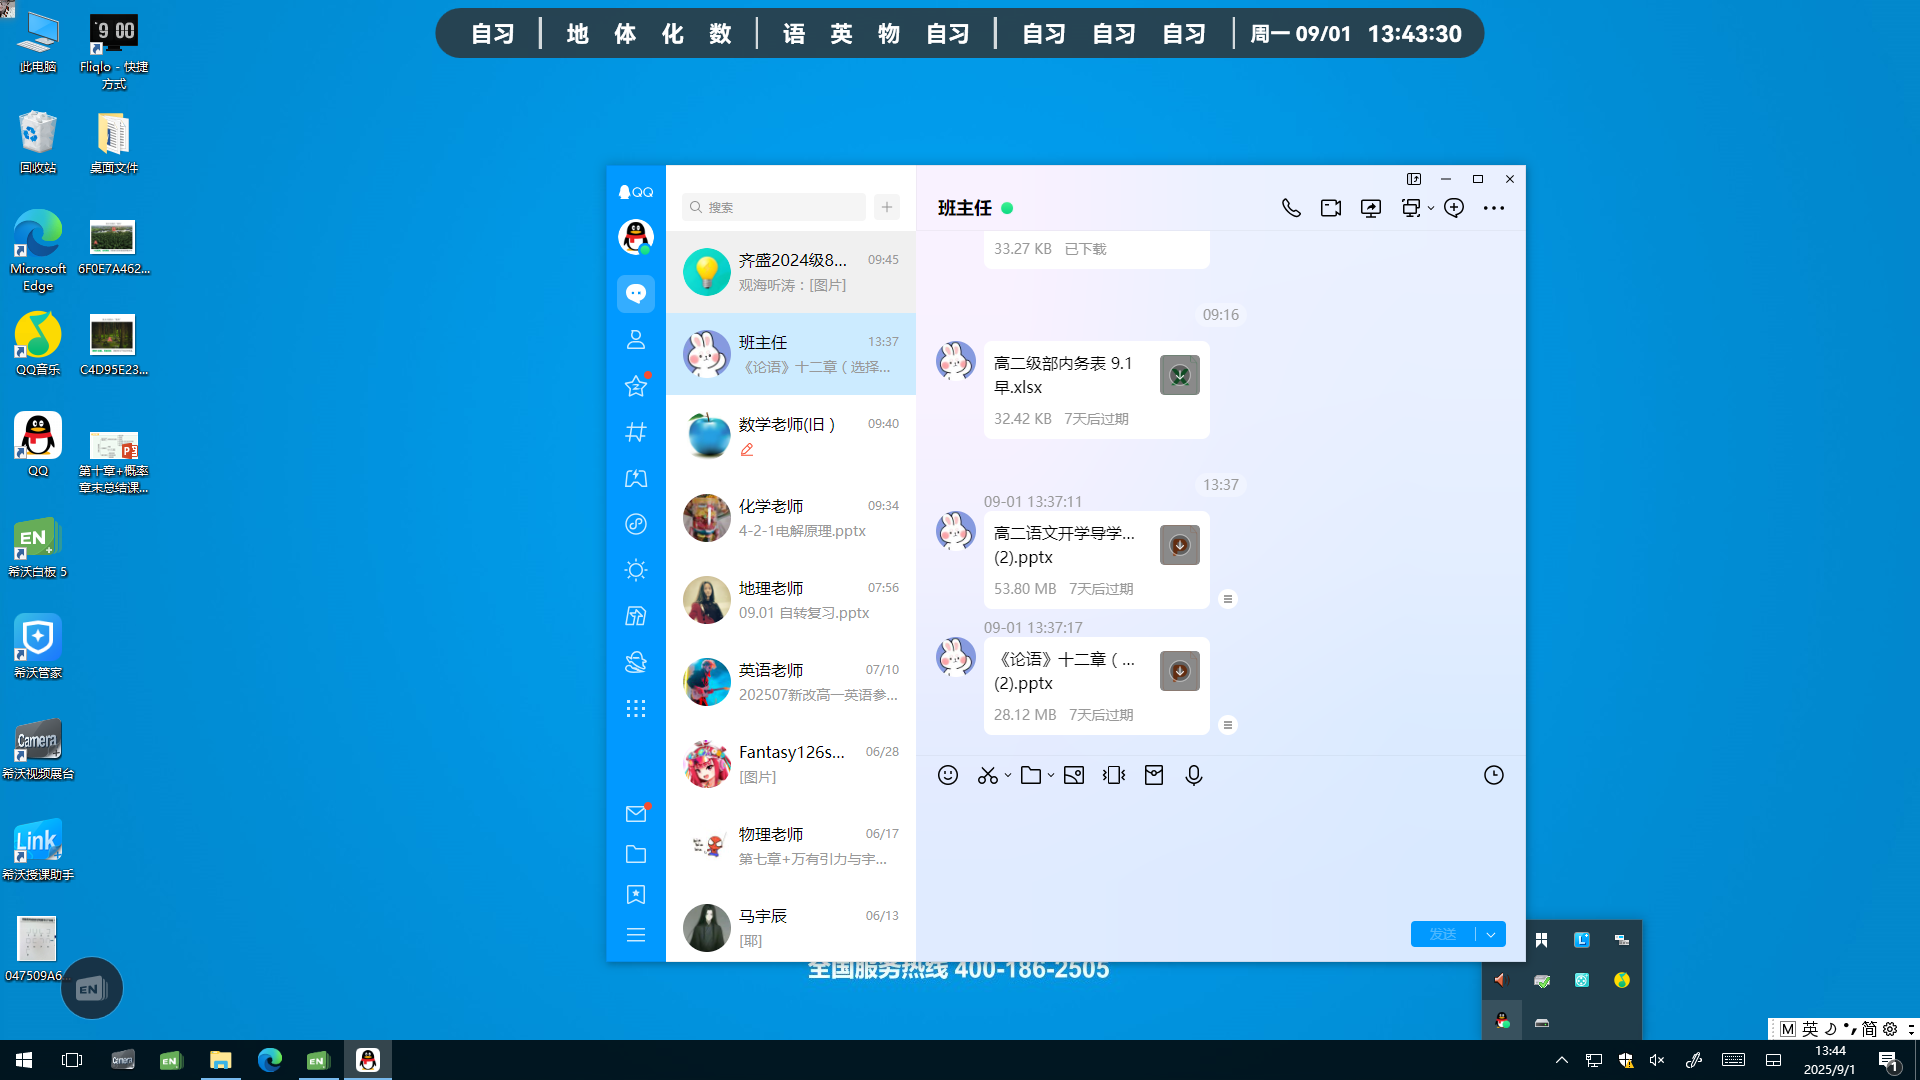 自习 | 地 体 化 数 | 语 英 物 自习 | 自习 自习 自习 | 周一 09/01 13:43:30
此电脑
Fliqlo - 快捷方式
回收站
桌面文件
Microsoft Edge
6F0E7A462...
QQ音乐
C4D95E23...
QQ
第十章+概率章末总结课...
EN
希沃白板 5
希沃管家
Camera
希沃视频展台
Link
希沃授课助手
047509A6...
EN
QQ
搜索
齐盛2024级8... 09:45
观海听涛：[图片]
班主任 13:37
《论语》十二章（选择...
数学老师(旧） 09:40
化学老师 09:34
4-2-1电解原理.pptx
地理老师 07:56
09.01 自转复习.pptx
英语老师 07/10
202507新改高一英语参...
Fantasy126s... 06/28
[图片]
物理老师 06/17
第七章+万有引力与宇...
马宇辰 06/13
[耶]
班主任
33.27 KB 已下载
09:16
高二级部内务表 9.1
早.xlsx
32.42 KB 7天后过期
13:37
09-01 13:37:11
高二语文开学导学...
(2).pptx
53.80 MB 7天后过期
09-01 13:37:17
《论语》十二章（...
(2).pptx
28.12 MB 7天后过期
发送
全国服务热线 400-186-2505
M 英 简
13:44
2025/9/1
1